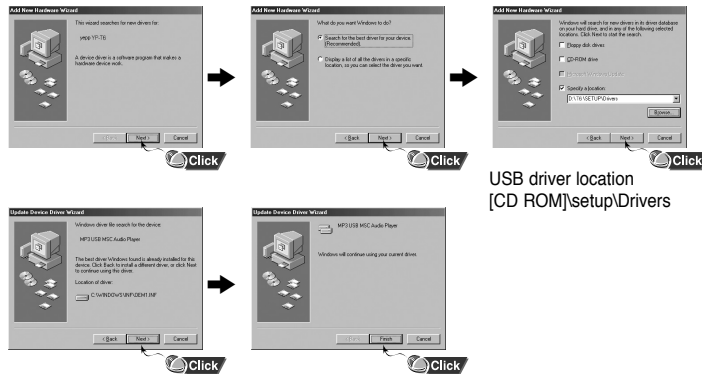 Add New Hardware Wizard
This wizard searches for new drivers for:
yepp YP-T6
A device driver is a software program that makes a
hardware device work.
< Back
Next >
Cancel
Click
Add New Hardware Wizard
What do you want Windows to do?
Search for the best driver for your device.
(Recommended).
Display a list of all the drivers in a specific
location, so you can select the driver you want.
< Back
Next >
Cancel
Click
Add New Hardware Wizard
Windows will search for new drivers in its driver database
on your hard drive, and in any of the following selected
locations. Click Next to start the search.
Floppy disk drives
CD-ROM drive
Microsoft Windows Update
Specify a location:
D:\T6\SETUP\Drivers
Browse...
< Back
Next >
Cancel
Click
USB driver location
[CD ROM]\setup\Drivers
Update Device Driver Wizard
Windows driver file search for the device:
MP3 USB MSC Audio Player
The best driver Windows found is already installed for this
device. Click Back to install a different driver, or click Next
to continue using this driver.
Location of driver:
C:\WINDOWS\INF\OEM1.INF
< Back
Next >
Cancel
Click
Update Device Driver Wizard
MP3 USB MSC Audio Player
Windows will continue using your current driver.
< Back
Finish
Cancel
Click